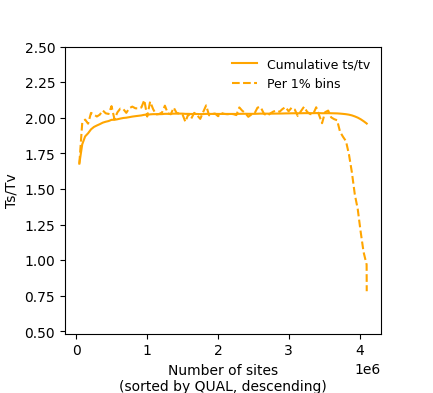 2.50
2.25
2.00
1.75
1.50
1.25
1.00
0.75
0.50
Ts/Tv
Cumulative ts/tv
Per 1% bins
0 1 2 3 4
1e6
Number of sites
(sorted by QUAL, descending)